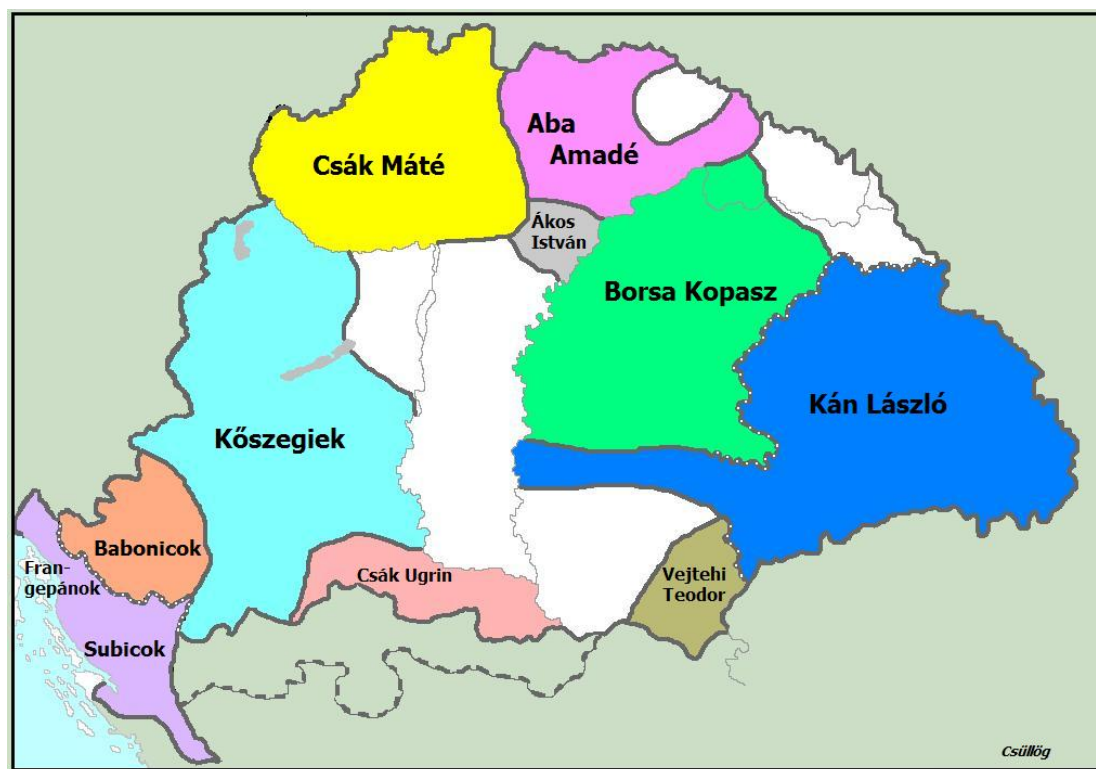 Csák Máté
Aba
Amadé
Ákos
István
Borsa Kopasz
Kán László
Kőszegiek
Babonicok
Fran-
gepánok
Subicok
Csák Ugrin
Vejtehi
Teodor
Csüllög